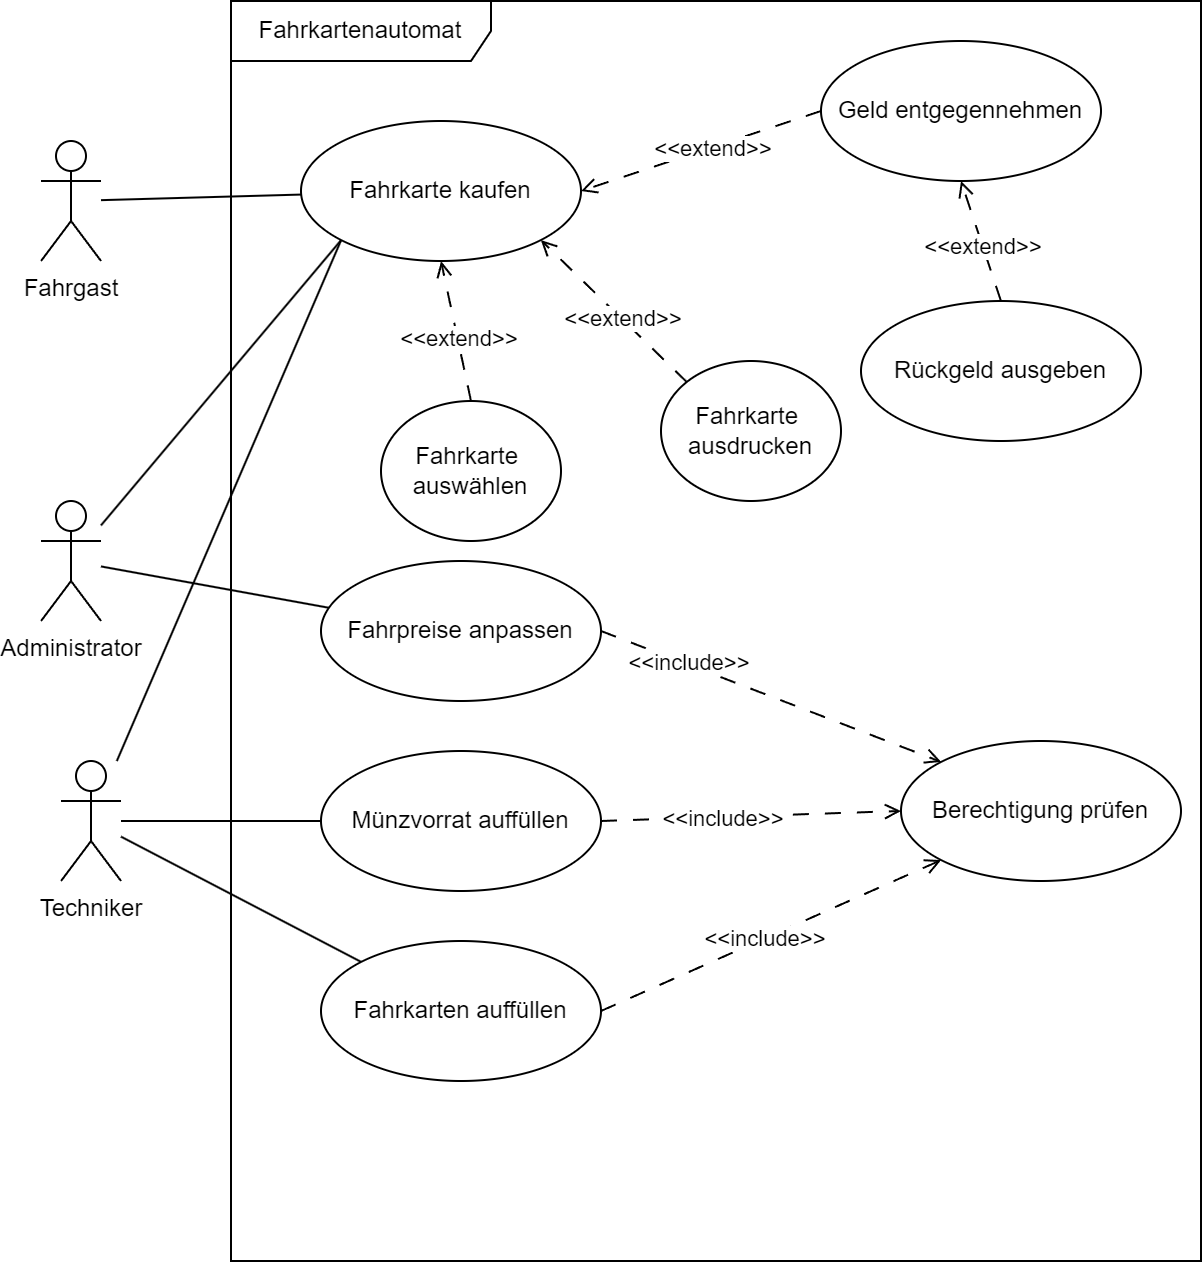 Fahrkartenautomat
Geld entgegennehmen
<<extend>>
Fahrkarte kaufen
<<extend>>
Fahrgast
<<extend>>
<<extend>>
Rückgeld ausgeben
Fahrkarte
ausdrucken
Fahrkarte
auswählen
Fahrpreise anpassen
Administrator
<<include>>
Berechtigung prüfen
Münzvorrat auffüllen
<<include>>
Techniker
<<include>>
Fahrkarten auffüllen